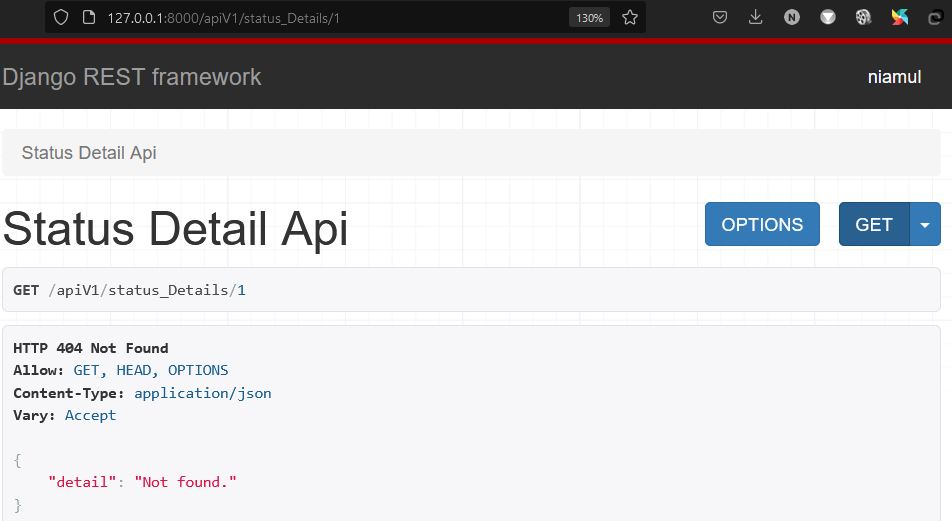 127.0.0.1:8000/apiV1/status_Details/1
130%
N
Django REST framework
niamul
Status Detail Api
Status Detail Api
OPTIONS
GET
GET /apiV1/status_Details/1
HTTP 404 Not Found
Allow: GET, HEAD, OPTIONS
Content-Type: application/json
Vary: Accept
{
"detail": "Not found."
}